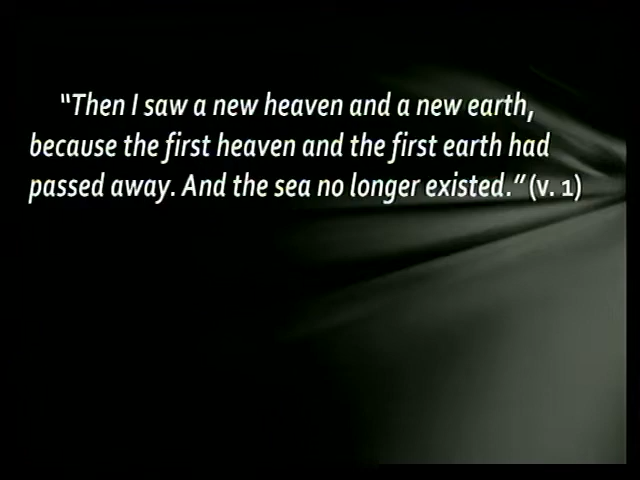 “Then I saw a new heaven and a new earth,
because the first heaven and the first earth had
passed away. And the sea no longer existed.” (v. 1)